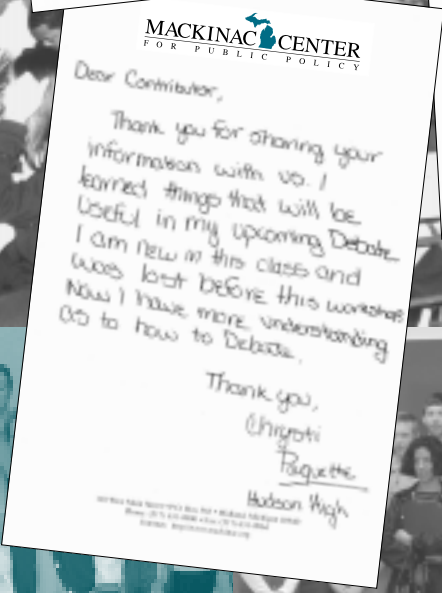 MACKINAC CENTER
FOR PUBLIC POLICY
Dear Contributor,
Thank you for sharing your
information with us. I
learned things that will be
useful in my upcoming Debate.
I am new in this class and
was lost before this workshop.
Now I have more understanding
as to how to Debate.
Thank you,
Paquette
Hudson High